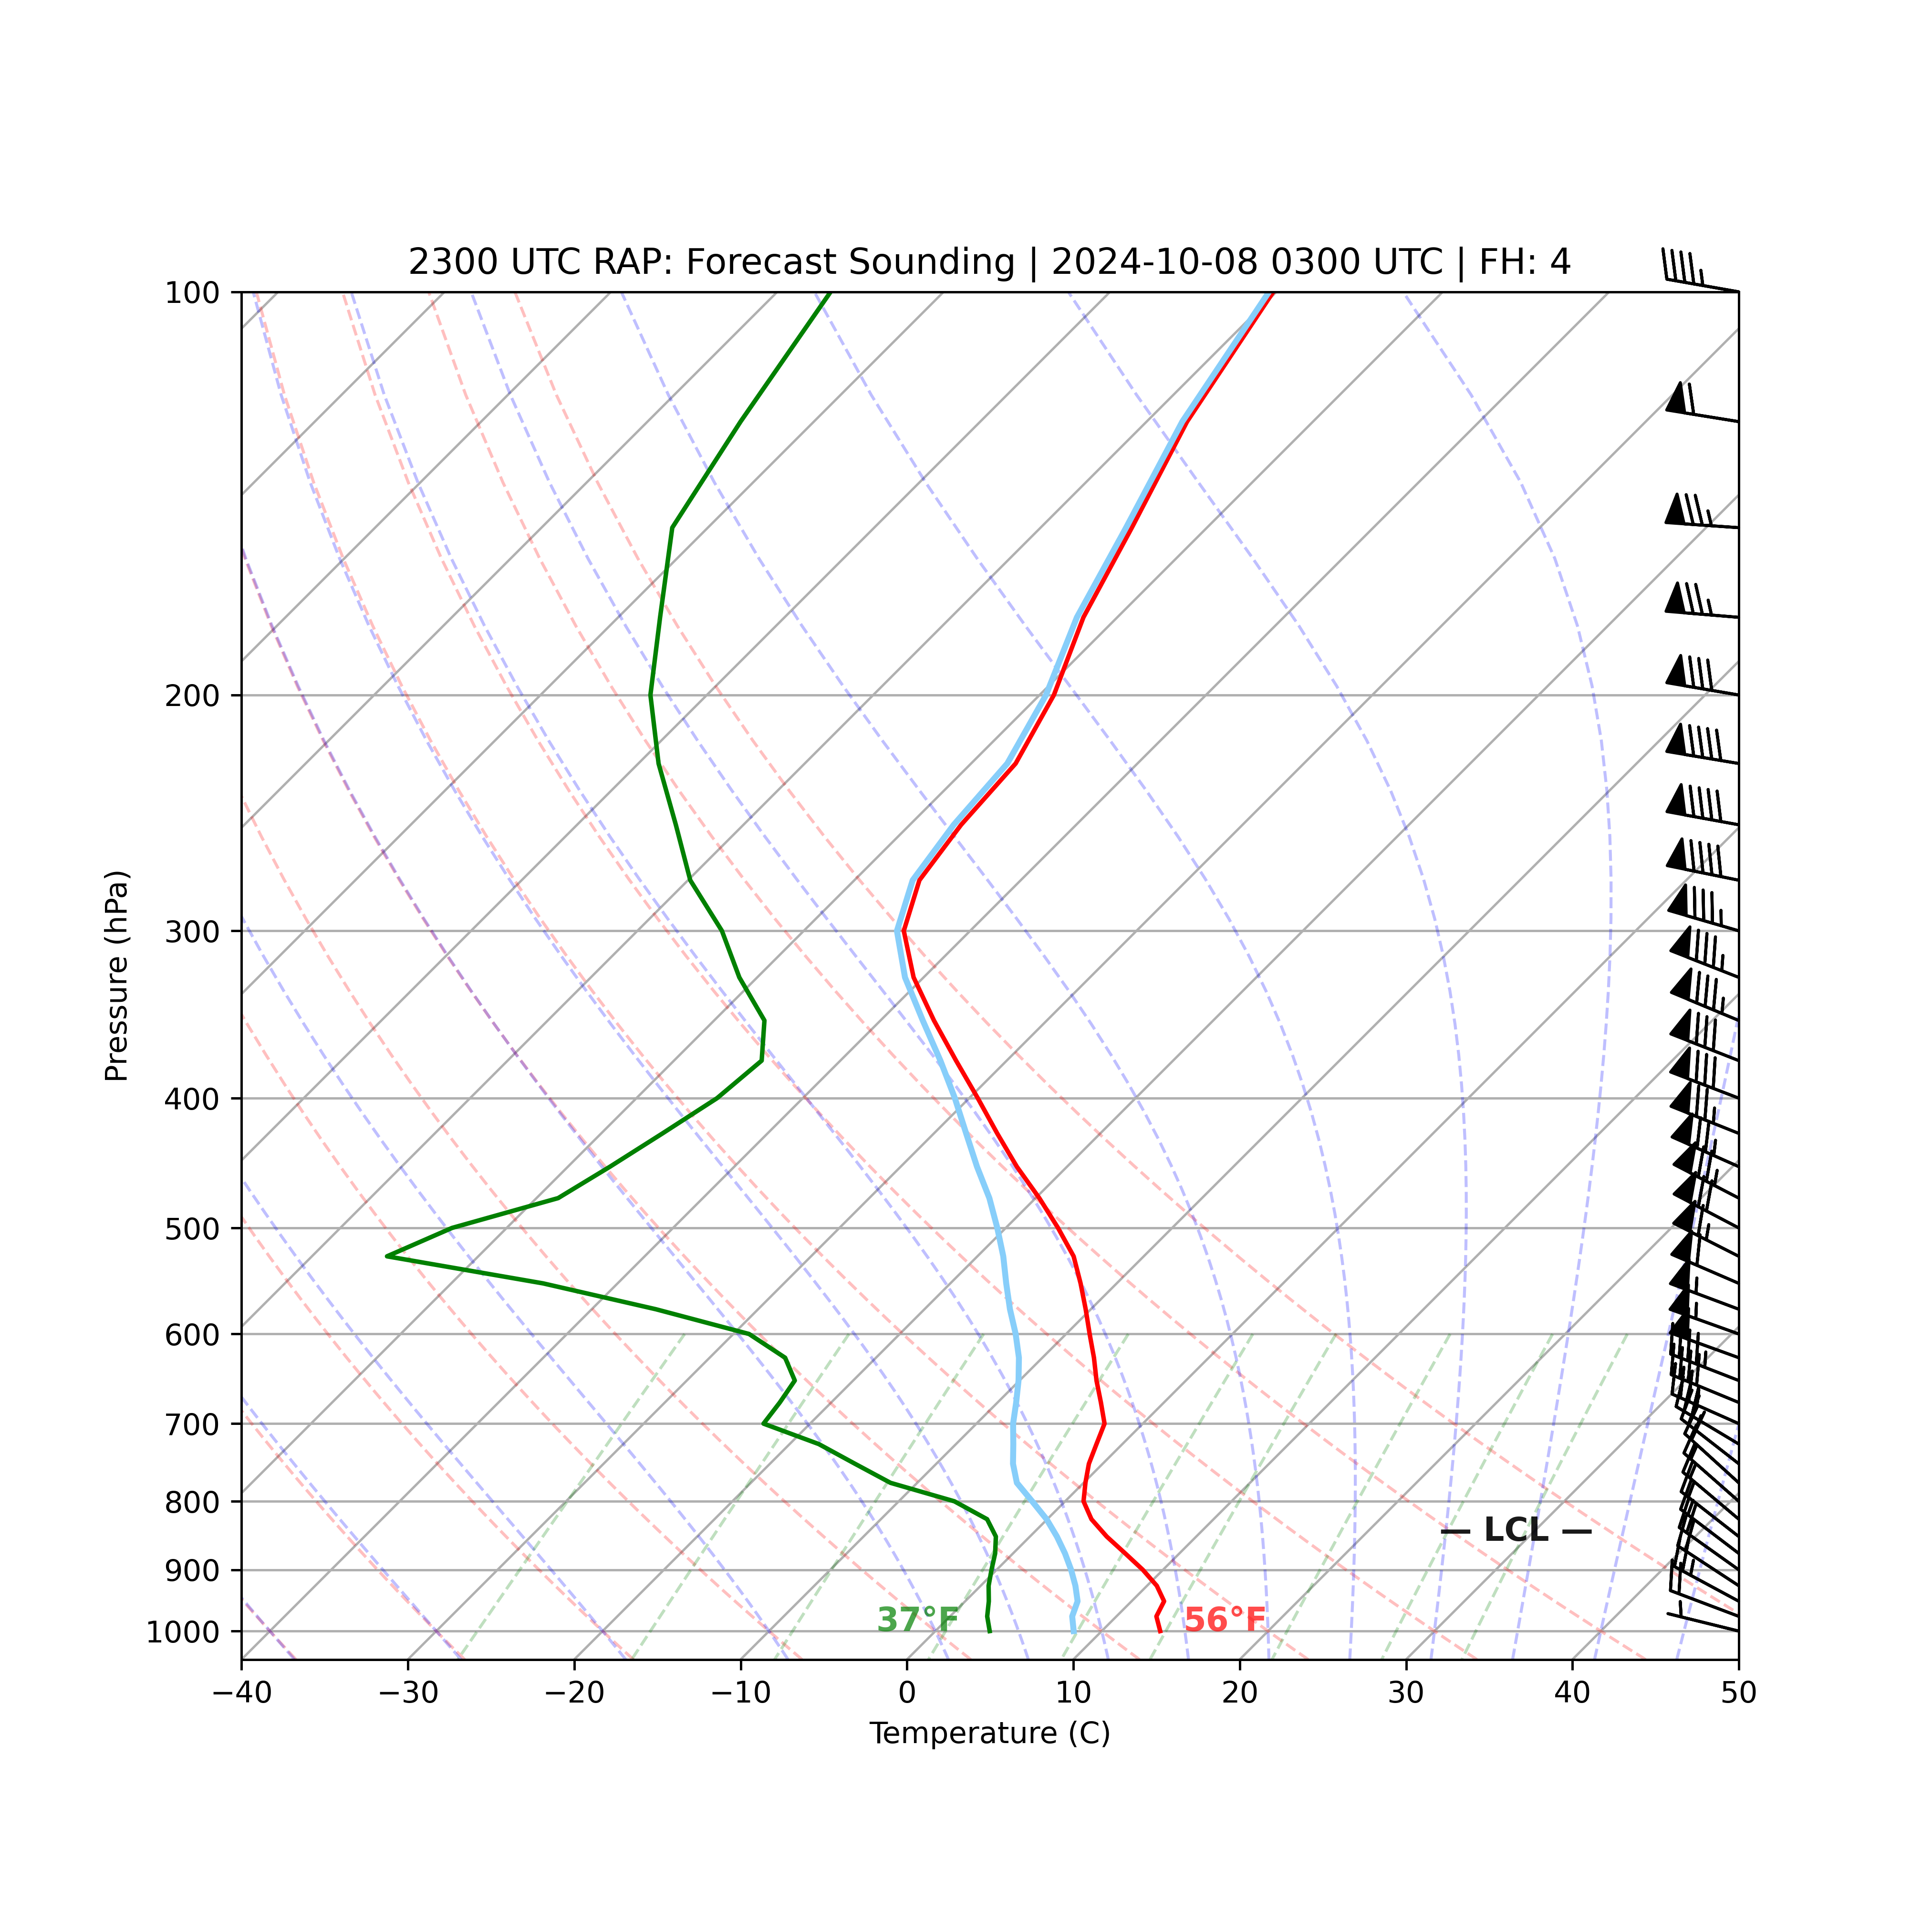 2300 UTC RAP: Forecast Sounding | 2024-10-08 0300 UTC | FH: 4
100
200
300
400
500
600
700
800
900
1000
Pressure (hPa)
— LCL —
37°F
56°F
−40 −30 −20 −10 0 10 20 30 40 50
Temperature (C)